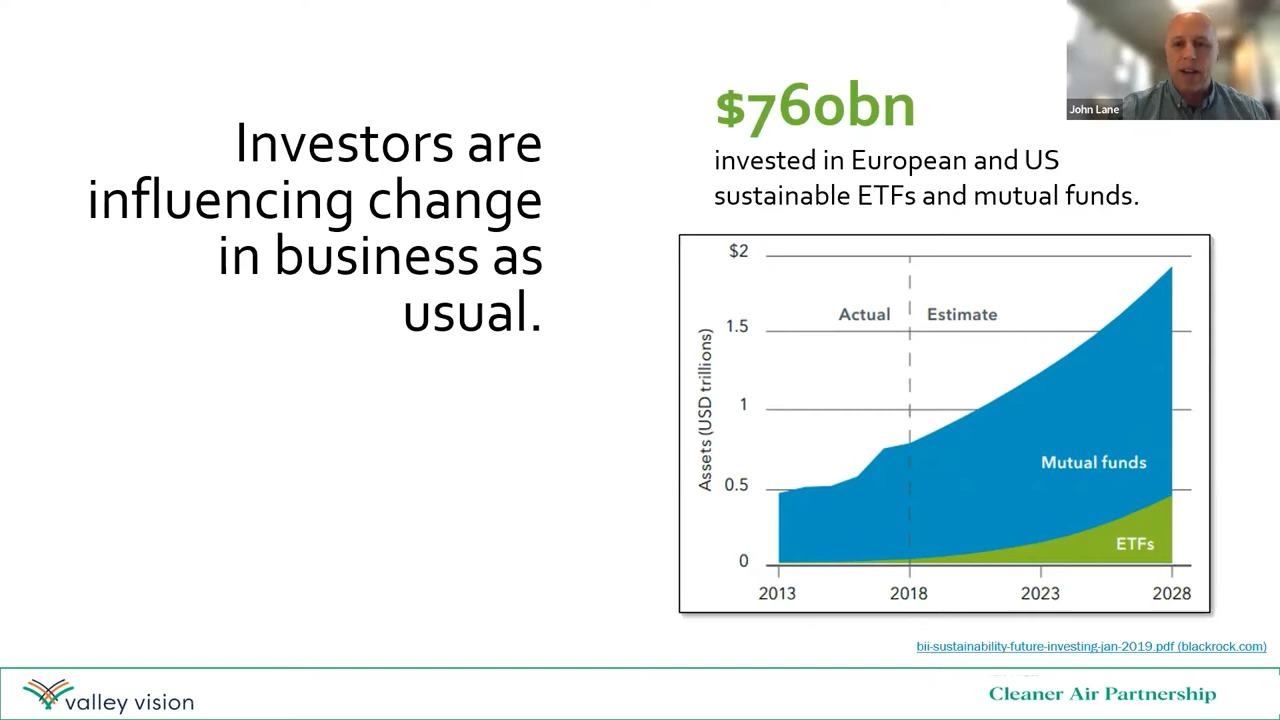 Investors are
influencing change
in business as
usual.
$760bn
invested in European and US
sustainable ETFs and mutual funds.
John Lane
$2
1.5
1
0.5
0
Assets (USD trillions)
Actual
Estimate
Mutual funds
ETFs
2013
2018
2023
2028
bii-sustainability-future-investing-jan-2019.pdf (blackrock.com)
valley vision
Cleaner Air Partnership